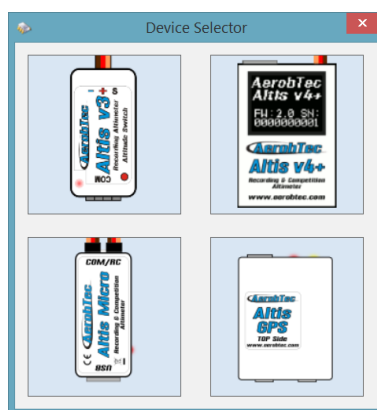 Device Selector
- + S
AerobTec
Altis v3
Recording Altimeter
Altitude Switch
COM
AerobTec
Altis v4+
FW:2.0 SN:
0000000001
AerobTec
Altis v4+
Recording & Competition
Altimeter
www.aerobtec.com
COM/RC
AerobTec
Altis Micro
Recording & Competition
Altimeter
CE
USB
AerobTec
Altis
GPS
TOP Side
www.aerobtec.com